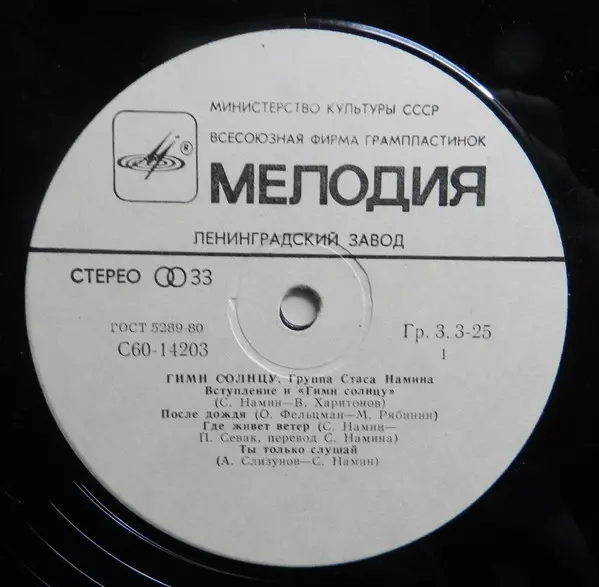 МИНИСТЕРСТВО КУЛЬТУРЫ СССР
ВСЕСОЮЗНАЯ ФИРМА ГРАМПЛАСТИНОК
®
МЕЛОДИЯ
ЛЕНИНГРАДСКИЙ ЗАВОД
СТЕРЕО 33
ГОСТ 5289-80
Гр. 3. 3-25
С60-14203
1
ГИМН СОЛНЦУ. Группа Стаса Намина
Вступление и «Гимн солнцу»
(С. Намин—В. Харитонов)
После дождя (О. Фельцман—М. Рябинин)
Где живет ветер (С. Намин—
П. Севак, перевод С. Намина)
Ты только слушай
(А. Слизунов—С. Намин)